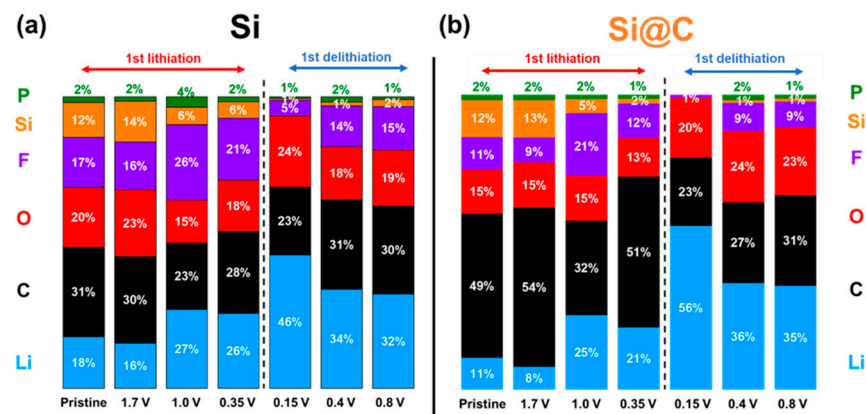 (a) Si
1st lithiation 1st delithiation
2% 2% 4% 2% 1% 2% 1%
P
Si
F
O
C
Li
12% 14% 6% 6% 1% 1% 2%
17% 16% 26% 21% 5% 14% 15%
20% 23% 15% 18% 24% 18% 19%
31% 30% 23% 28% 23% 31% 30%
18% 16% 27% 26% 46% 34% 32%
Pristine 1.7 V 1.0 V 0.35 V 0.15 V 0.4 V 0.8 V
(b) Si@C
1st lithiation 1st delithiation
2% 2% 2% 2% 2% 1%
12% 13% 5% 2% 1%
11% 9% 21% 12% 1% 9% 9%
15% 15% 15% 13% 20% 24% 23%
49% 54% 32% 51% 23% 27% 31%
11% 8% 25% 21% 56% 36% 35%
Pristine 1.7 V 1.0 V 0.35 V 0.15 V 0.4 V 0.8 V
P
Si
F
O
C
Li